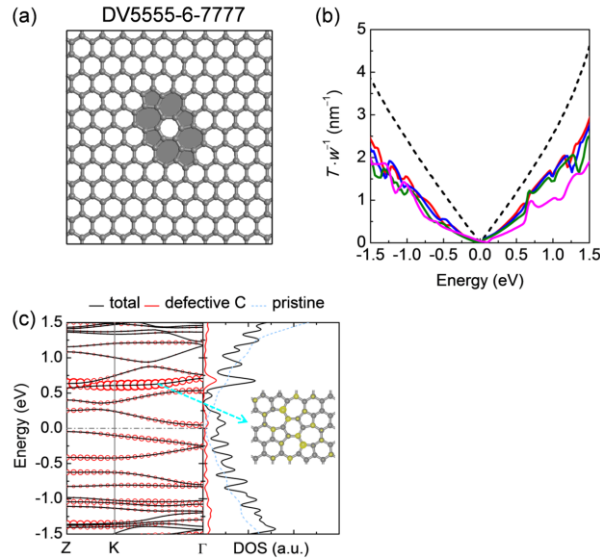 (a)
DV5555-6-7777
(b)
T·w⁻¹ (nm⁻¹)
5
4
3
2
1
0
-1.5 -1.0 -0.5 0.0 0.5 1.0 1.5
Energy (eV)
total defective C pristine
(c)
Energy (eV)
1.5
1.0
0.5
0.0
-0.5
-1.0
-1.5
Z K Γ DOS (a.u.)